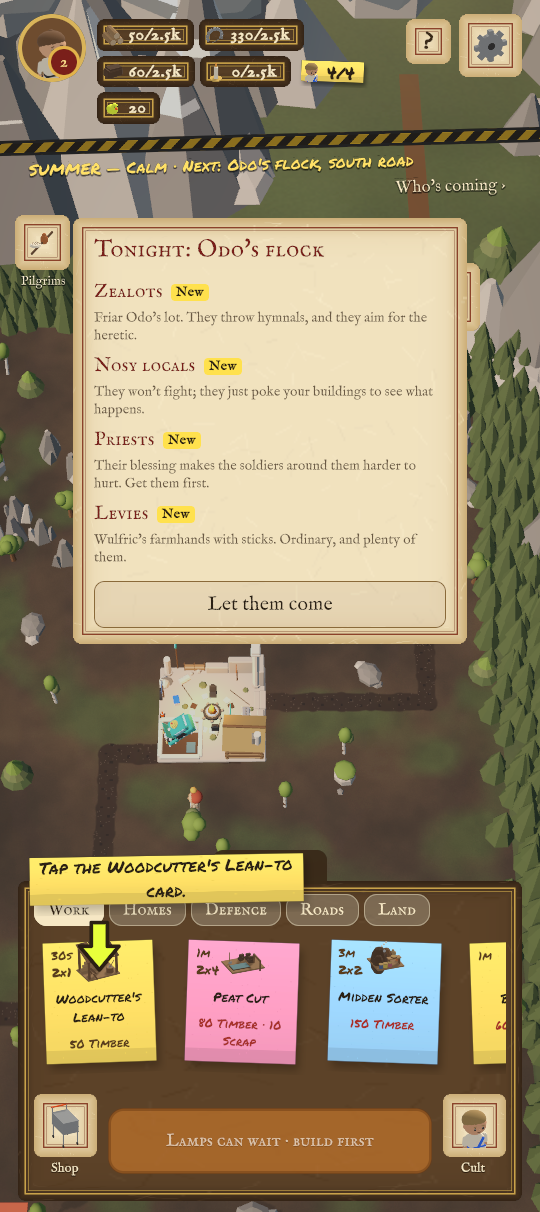 2
50/2.5k
330/2.5k
60/2.5k
0/2.5k
4/4
20
?
Summer — Calm · Next: Odo's flock, south road
Who's coming ›
Pilgrims
Tonight: Odo's flock
Zealots New
Friar Odo's lot. They throw hymnals, and they aim for the
heretic.
Nosy locals New
They won't fight; they just poke your buildings to see what
happens.
Priests New
Their blessing makes the soldiers around them harder to
hurt. Get them first.
Levies New
Wulfric's farmhands with sticks. Ordinary, and plenty of
them.
Let them come
Tap the Woodcutter's Lean-to
card.
Work
Homes
Defence
Roads
Land
30s
2x1
Woodcutter's
Lean-to
50 Timber
1m
2x4
Peat Cut
80 Timber · 10
Scrap
3m
2x2
Midden Sorter
150 Timber
1m
Shop
Lamps can wait · build first
Cult